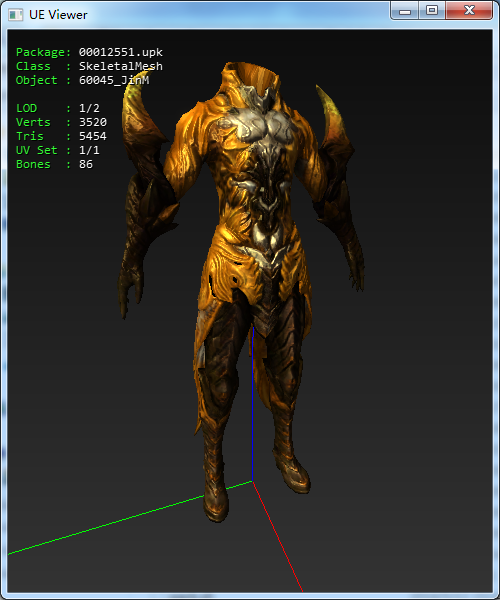 UE Viewer
Package: 00012551.upk
Class : SkeletalMesh
Object : 60045_JinM
LOD : 1/2
Verts : 3520
Tris : 5454
UV Set : 1/1
Bones : 86